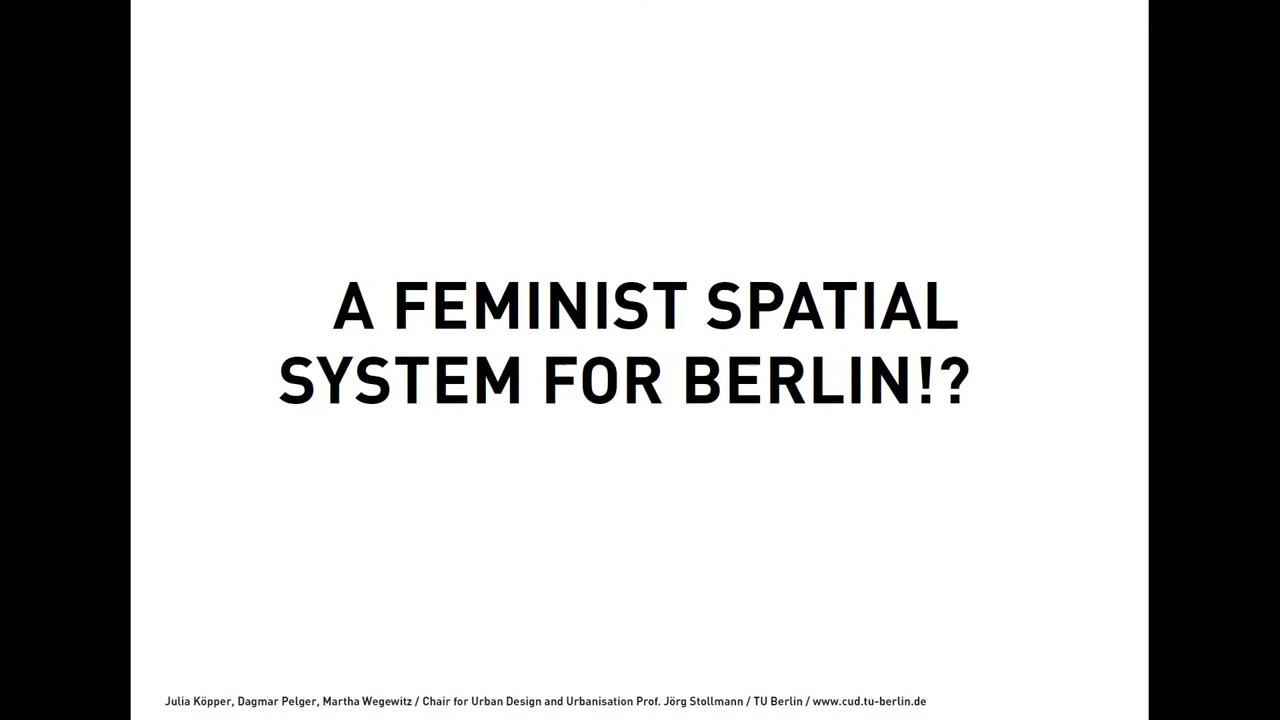 A FEMINIST SPATIAL
SYSTEM FOR BERLIN!?
Julia Köpper, Dagmar Pelger, Martha Wegewitz / Chair for Urban Design and Urbanisation Prof. Jörg Stollmann / TU Berlin / www.cud.tu-berlin.de